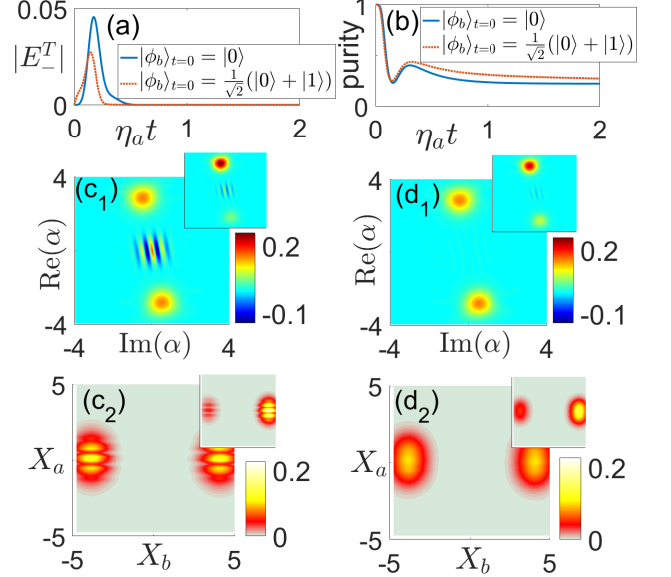 0.05
(a)
|E_-^T|
|ϕ_b⟩_{t=0} = |0⟩
|ϕ_b⟩_{t=0} = 1/√2(|0⟩ + |1⟩)
0
0 1 2
η_a t
1
(b)
purity
|ϕ_b⟩_{t=0} = |0⟩
|ϕ_b⟩_{t=0} = 1/√2(|0⟩ + |1⟩)
0
0 1 2
η_a t
4
(c_1)
Re(α)
0.2
-0.1
-4
-4 4
Im(α)
4
(d_1)
Re(α)
0.2
-0.1
-4
-4 4
Im(α)
5
(c_2)
X_a
0.2
0
-5
-5 5
X_b
5
(d_2)
X_a
0.2
0
-5
-5 5
X_b